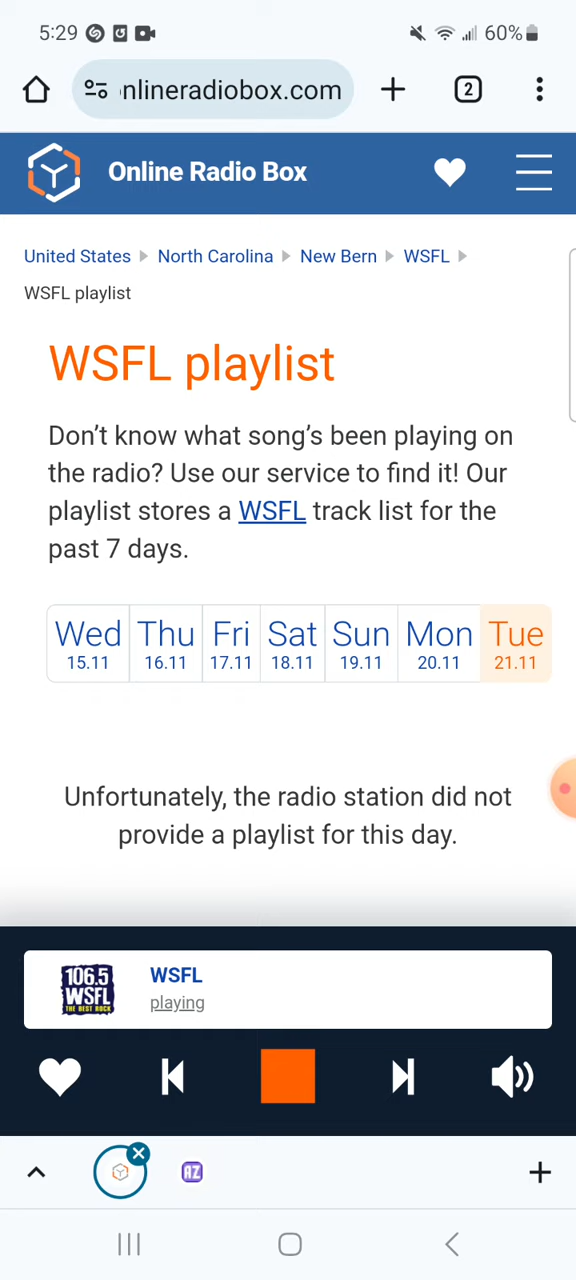 5:29
60%
nlineradiobox.com
2
Online Radio Box
United States North Carolina New Bern WSFL
WSFL playlist
WSFL playlist
Don’t know what song’s been playing on
the radio? Use our service to find it! Our
playlist stores a WSFL track list for the
past 7 days.
Wed Thu Fri Sat Sun Mon Tue
15.11 16.11 17.11 18.11 19.11 20.11 21.11
Unfortunately, the radio station did not
provide a playlist for this day.
106.5
WSFL
THE BEST ROCK
WSFL
playing
AZ